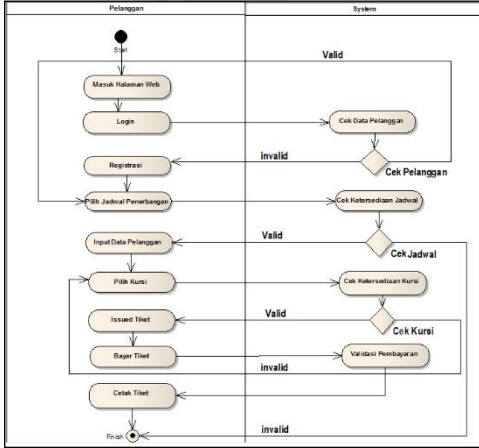 Pelanggan
System
Start
Valid
Masuk Halaman Web
Login
Cek Data Pelanggan
invalid
Cek Pelanggan
Registrasi
Pilih Jadwal Penerbangan
Cek Ketersediaan Jadwal
Valid
Input Data Pelanggan
Cek Jadwal
Pilih Kursi
Cek Ketersediaan Kursi
Valid
Issued Tiket
Cek Kursi
Bayar Tiket
Validasi Pembayaran
invalid
Cetak Tiket
invalid
Finish